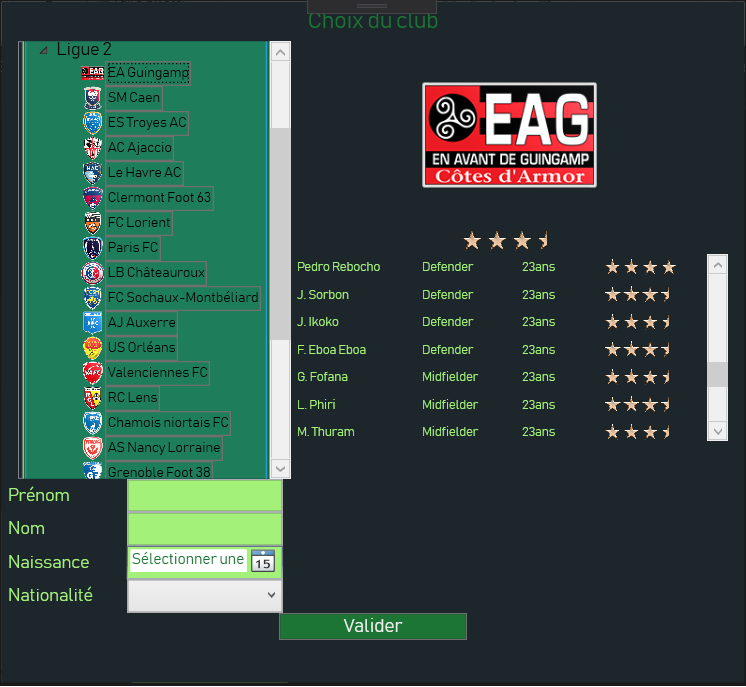 Choix du club
Ligue 2
EA Guingamp
SM Caen
ES Troyes AC
AC Ajaccio
Le Havre AC
Clermont Foot 63
FC Lorient
Paris FC
LB Châteauroux
FC Sochaux-Montbéliard
AJ Auxerre
US Orléans
Valenciennes FC
RC Lens
Chamois niortais FC
AS Nancy Lorraine
Grenoble Foot 38
EAG
EN AVANT DE GUINGAMP
Côtes d'Armor
Pedro Rebocho Defender 23ans
J. Sorbon Defender 23ans
J. Ikoko Defender 23ans
F. Eboa Eboa Defender 23ans
G. Fofana Midfielder 23ans
L. Phiri Midfielder 23ans
M. Thuram Midfielder 23ans
Prénom
Nom
Naissance Sélectionner une 15
Nationalité
Valider